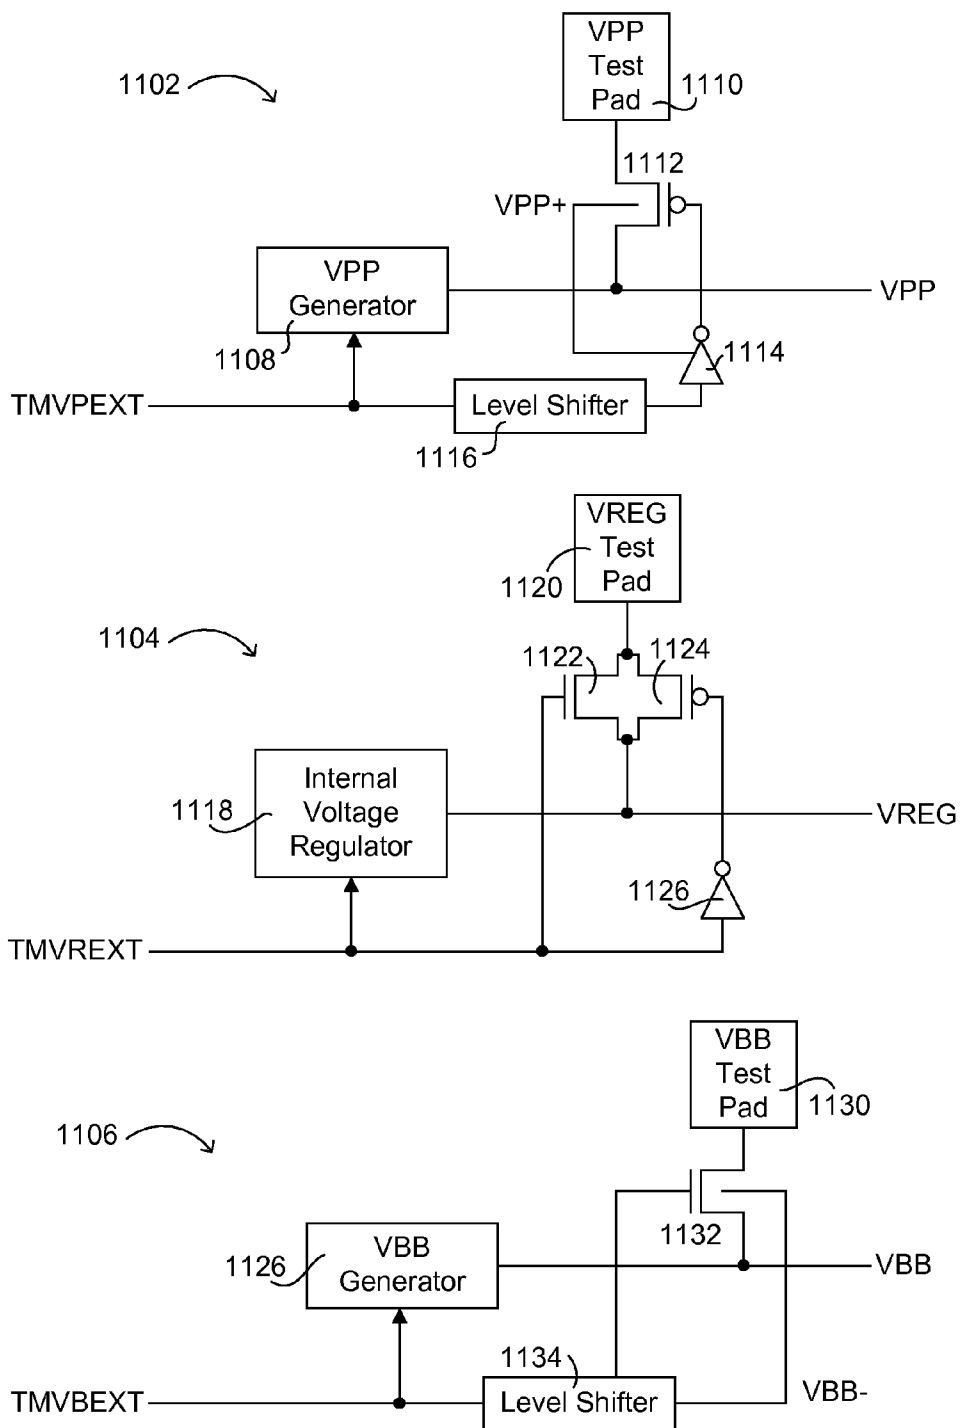 VPP
Test
Pad
1110
1102
1112
VPP+
VPP
Generator
VPP
1108
1114
TMVPEXT
Level Shifter
1116
VREG
Test
Pad
1120
1104
1122
1124
Internal
Voltage
Regulator
1118
VREG
1126
TMVREXT
VBB
Test
Pad
1130
1106
1132
VBB
Generator
1126
VBB
1134
TMVBEXT
Level Shifter
VBB-